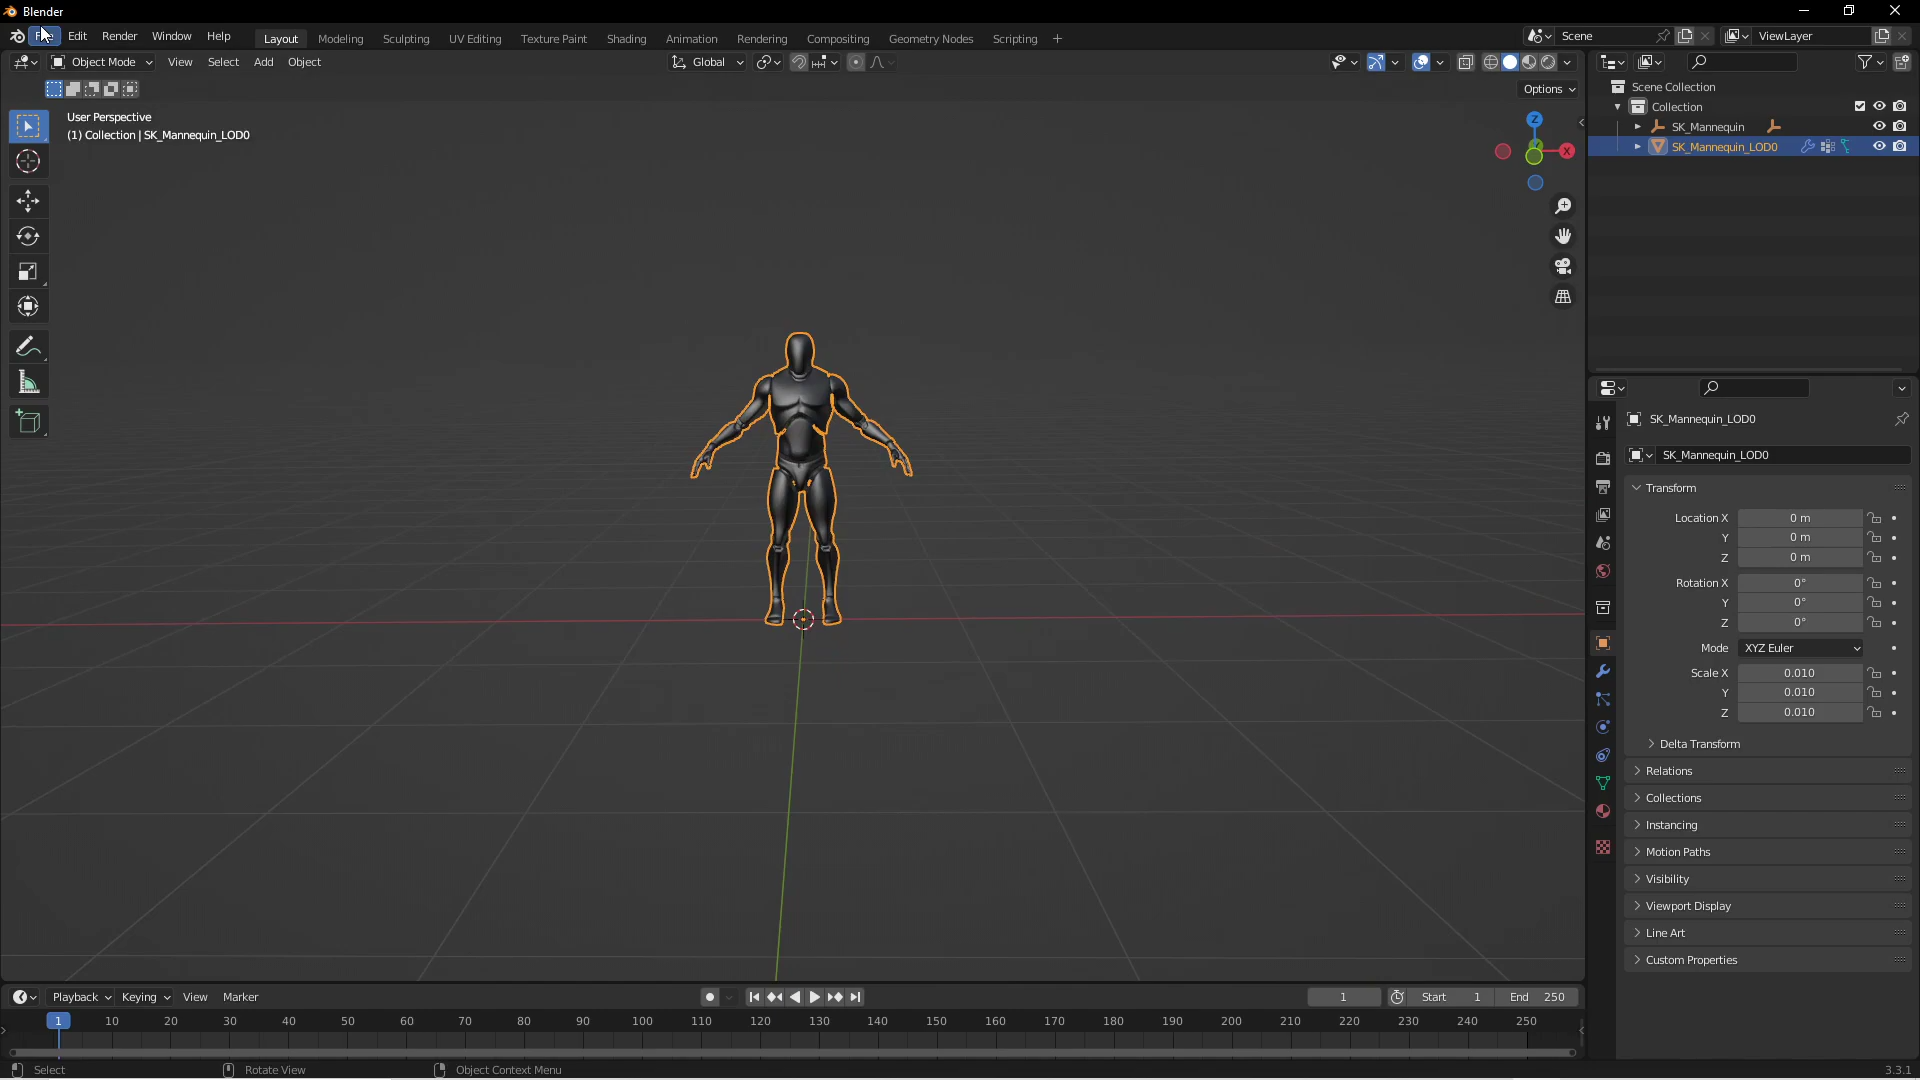 Blender
File Edit Render Window Help Layout Modeling Sculpting UV Editing Texture Paint Shading Animation Rendering Compositing Geometry Nodes Scripting + Scene ViewLayer
Object Mode View Select Add Object Global
Options
User Perspective
(1) Collection | SK_Mannequin_LOD0
Z
X
Scene Collection
Collection
SK_Mannequin
SK_Mannequin_LOD0
SK_Mannequin_LOD0
SK_Mannequin_LOD0
Transform
Location X 0 m
Y 0 m
Z 0 m
Rotation X 0°
Y 0°
Z 0°
Mode XYZ Euler
Scale X 0.010
Y 0.010
Z 0.010
Delta Transform
Relations
Collections
Instancing
Motion Paths
Visibility
Viewport Display
Line Art
Custom Properties
Playback Keying View Marker 1 Start 1 End 250
1 10 20 30 40 50 60 70 80 90 100 110 120 130 140 150 160 170 180 190 200 210 220 230 240 250
Select Rotate View Object Context Menu 3.3.1